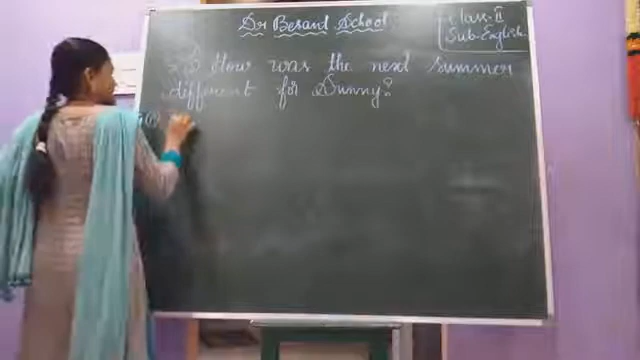 Dr Besant School
Class-II
Sub-English
How was the next summer
different for Sunny?